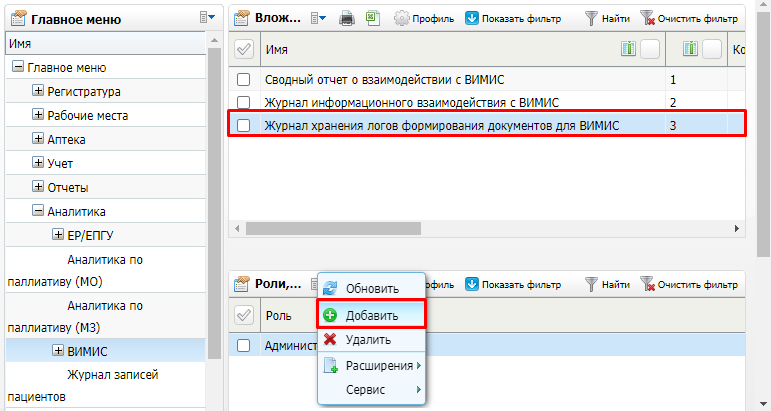 Главное меню
Имя
Главное меню
Регистратура
Рабочие места
Аптека
Учет
Отчеты
Аналитика
ЕР/ЕПГУ
Аналитика по
паллиативу (МО)
Аналитика по
паллиативу (МЗ)
ВИМИС
Журнал записей
пациентов
Влож... Профиль Показать фильтр Найти Очистить фильтр
Имя Ко
Сводный отчет о взаимодействии с ВИМИС 1
Журнал информационного взаимодействия с ВИМИС 2
Журнал хранения логов формирования документов для ВИМИС 3
Роли,... офиль Показать фильтр Найти Очистить фильтр
Роль
Админист
Обновить
Добавить
Удалить
Расширения
Сервис